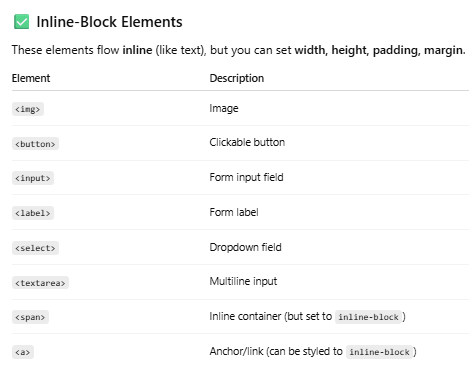 ✅ Inline-Block Elements
These elements flow inline (like text), but you can set width, height, padding, margin.
Element Description
<img> Image
<button> Clickable button
<input> Form input field
<label> Form label
<select> Dropdown field
<textarea> Multiline input
<span> Inline container (but set to inline-block )
<a> Anchor/link (can be styled to inline-block )